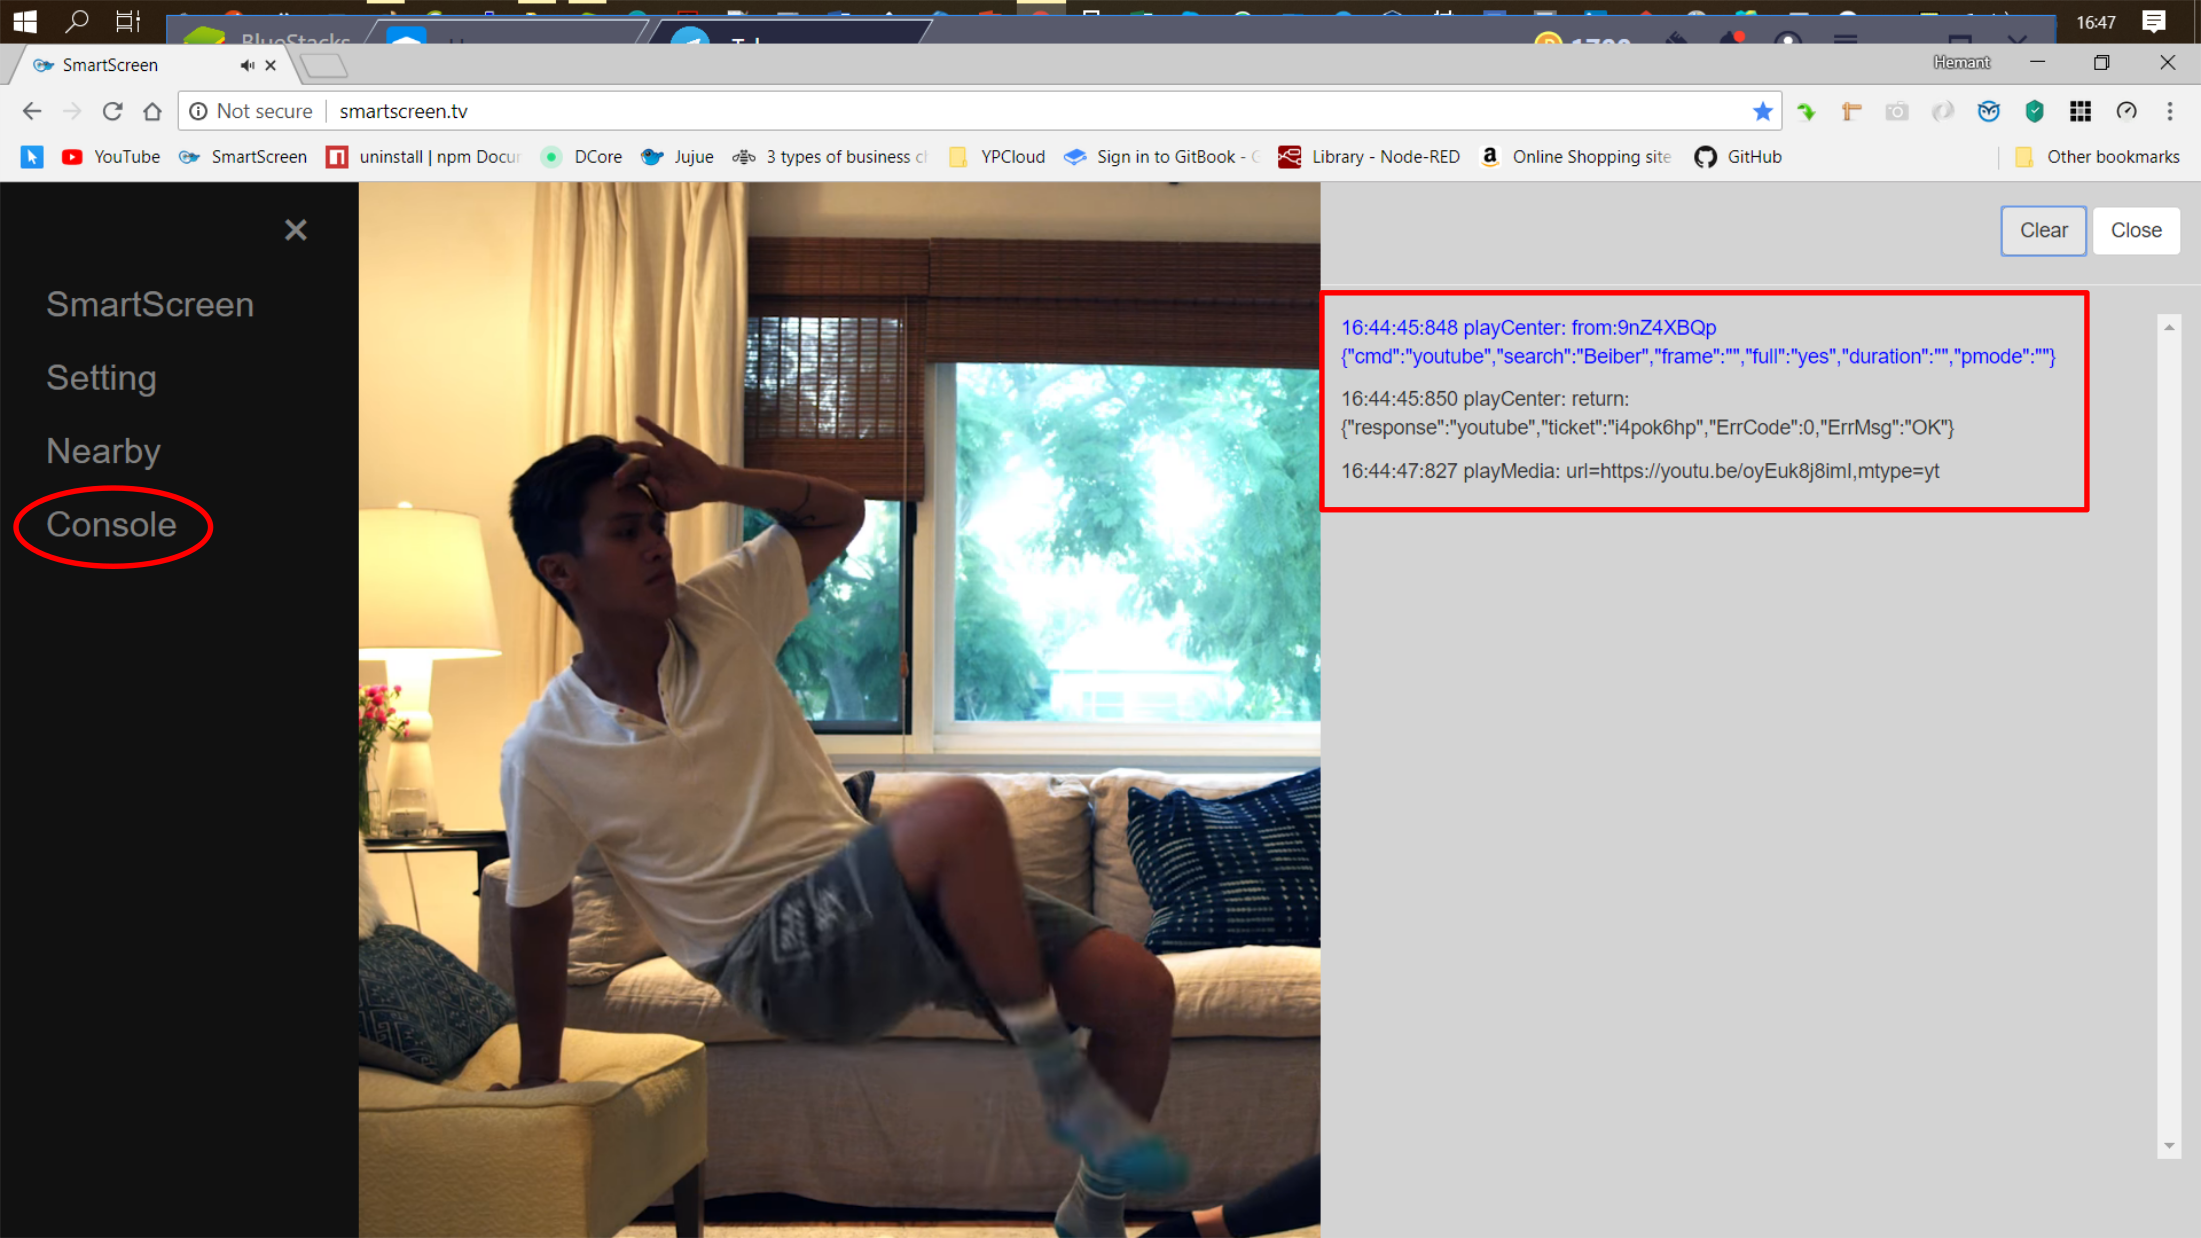 16:47
BlueStacks
SmartScreen
Hemant
Not secure
smartscreen.tv
YouTube
SmartScreen
uninstall | npm Docu
DCore
Jujue
3 types of business
YPCloud
Sign in to GitBook -
Library - Node-RED
Online Shopping site
GitHub
Other bookmarks
Clear
Close
SmartScreen
Setting
Nearby
Console
16:44:45:848 playCenter: from:9nZ4XBQp
{"cmd":"youtube","search":"Beiber","frame":"","full":"yes","duration":"","pmode":""}
16:44:45:850 playCenter: return:
{"response":"youtube","ticket":"i4pok6hp","ErrCode":0,"ErrMsg":"OK"}
16:44:47:827 playMedia: url=https://youtu.be/oyEuk8j8imI,mtype=yt